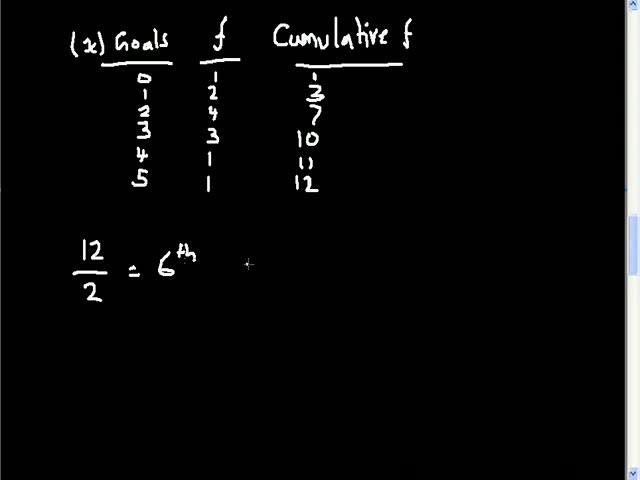 (x) Goals f Cumulative f
0 1 1
1 2 3
2 4 7
3 3 10
4 1 11
5 1 12
12/2 = 6th